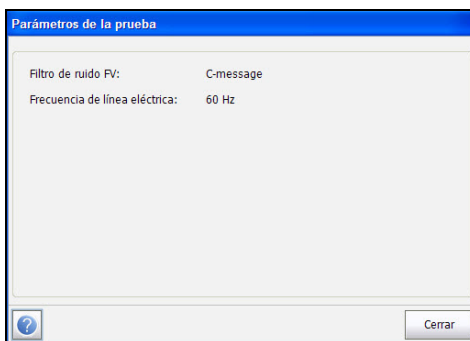 Parámetros de la prueba
Filtro de ruido FV: C-message
Frecuencia de línea eléctrica: 60 Hz
?
Cerrar